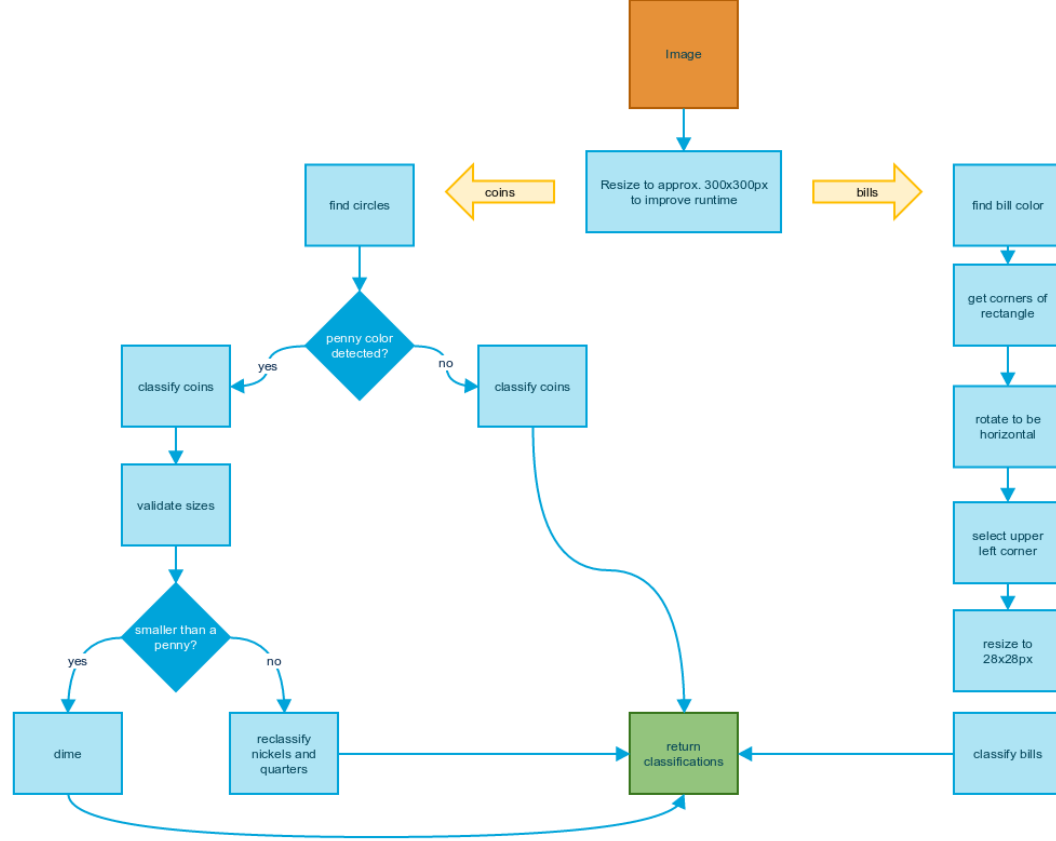 Image
Resize to approx. 300x300px
to improve runtime
coins
bills
find circles
find bill color
get corners of
rectangle
penny color
detected?
yes
no
classify coins
classify coins
rotate to be
horizontal
validate sizes
select upper
left corner
smaller than a
penny?
yes
no
resize to
28x28px
dime
reclassify
nickels and
quarters
return
classifications
classify bills